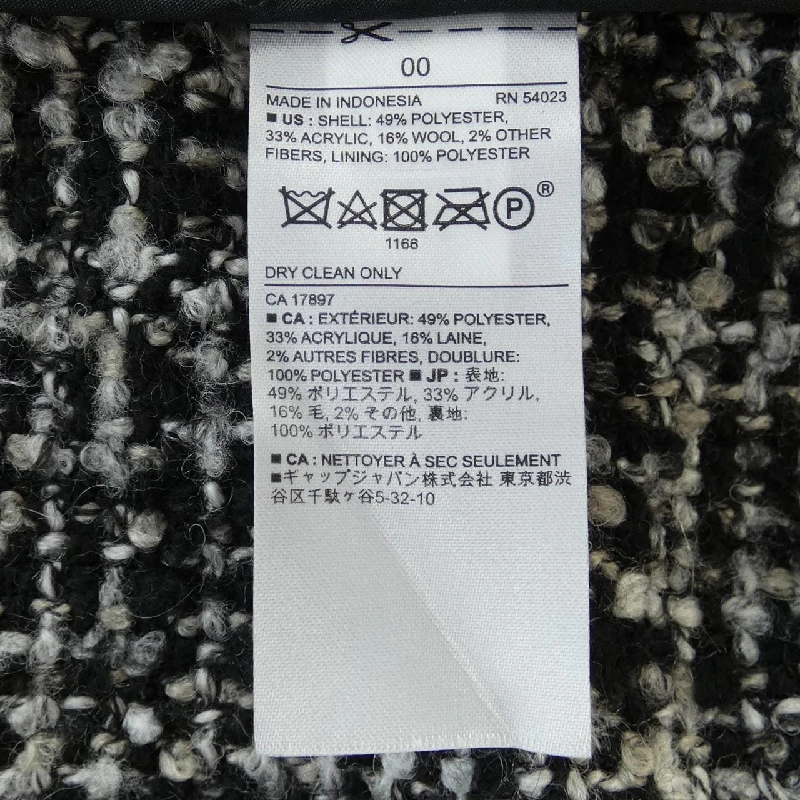 00
MADE IN INDONESIA RN 54023
■ US : SHELL: 49% POLYESTER,
33% ACRYLIC, 16% WOOL, 2% OTHER
FIBERS, LINING: 100% POLYESTER
P ®
1168
DRY CLEAN ONLY
CA 17897
■ CA : EXTÉRIEUR: 49% POLYESTER,
33% ACRYLIQUE, 16% LAINE,
2% AUTRES FIBRES, DOUBLURE:
100% POLYESTER ■ JP : 表地:
49% ポリエステル, 33% アクリル,
16% 毛, 2% その他, 裏地:
100% ポリエステル
■ CA : NETTOYER À SEC SEULEMENT
■ギャップジャパン株式会社 東京都渋
谷区千駄ヶ谷5-32-10